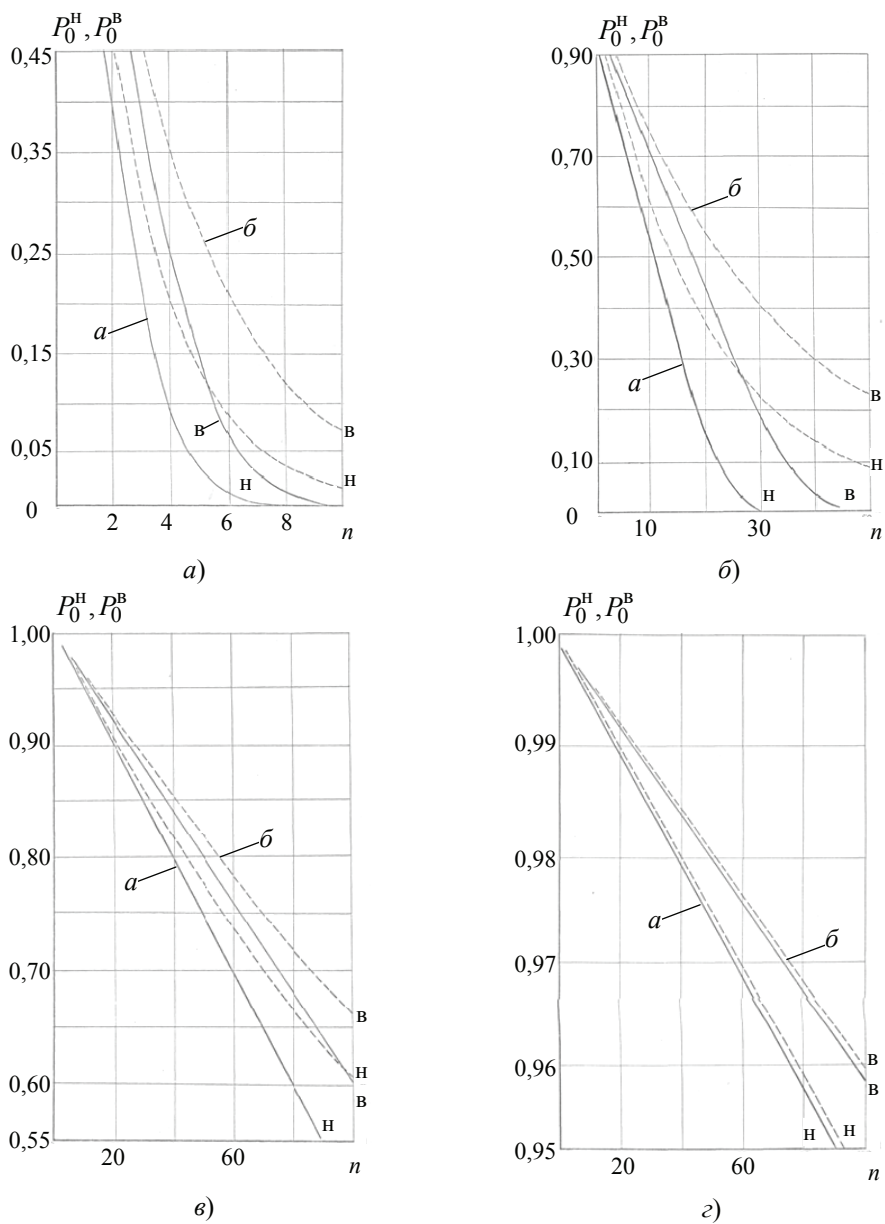 P₀ᴴ, P₀ᴮ
0,45
0,35
0,25
0,15
0,05
0
2 4 6 8 n
а
б
в
н
в
н
а)
P₀ᴴ, P₀ᴮ
0,90
0,70
0,50
0,30
0,10
0
10 30 n
а
б
в
н
н
в
б)
P₀ᴴ, P₀ᴮ
1,00
0,90
0,80
0,70
0,60
0,55
20 60 n
а
б
в
н
в
н
в)
P₀ᴴ, P₀ᴮ
1,00
0,99
0,98
0,97
0,96
0,95
20 60 n
а
б
в
в
н н
г)